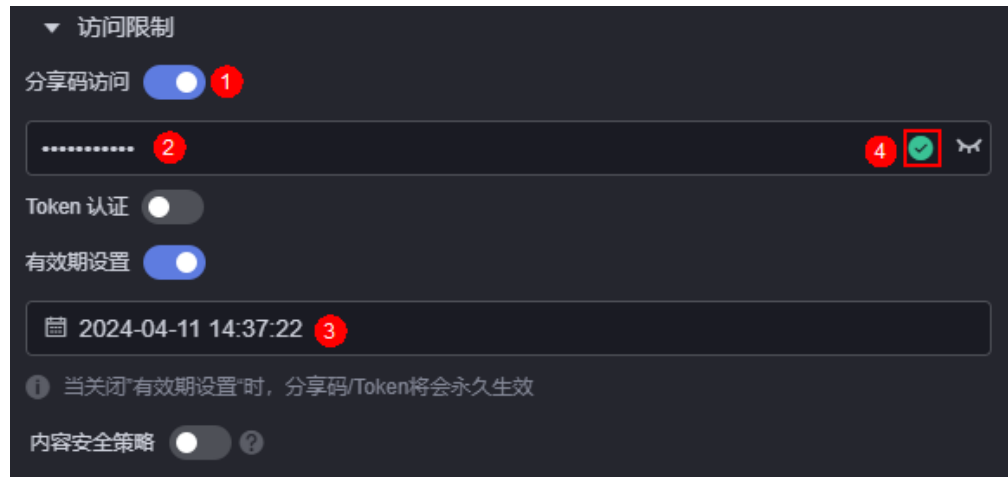 访问限制
分享码访问 1
••••••••••• 2 4
Token 认证
有效期设置
2024-04-11 14:37:22 3
当关闭"有效期设置"时，分享码/Token将会永久生效
内容安全策略